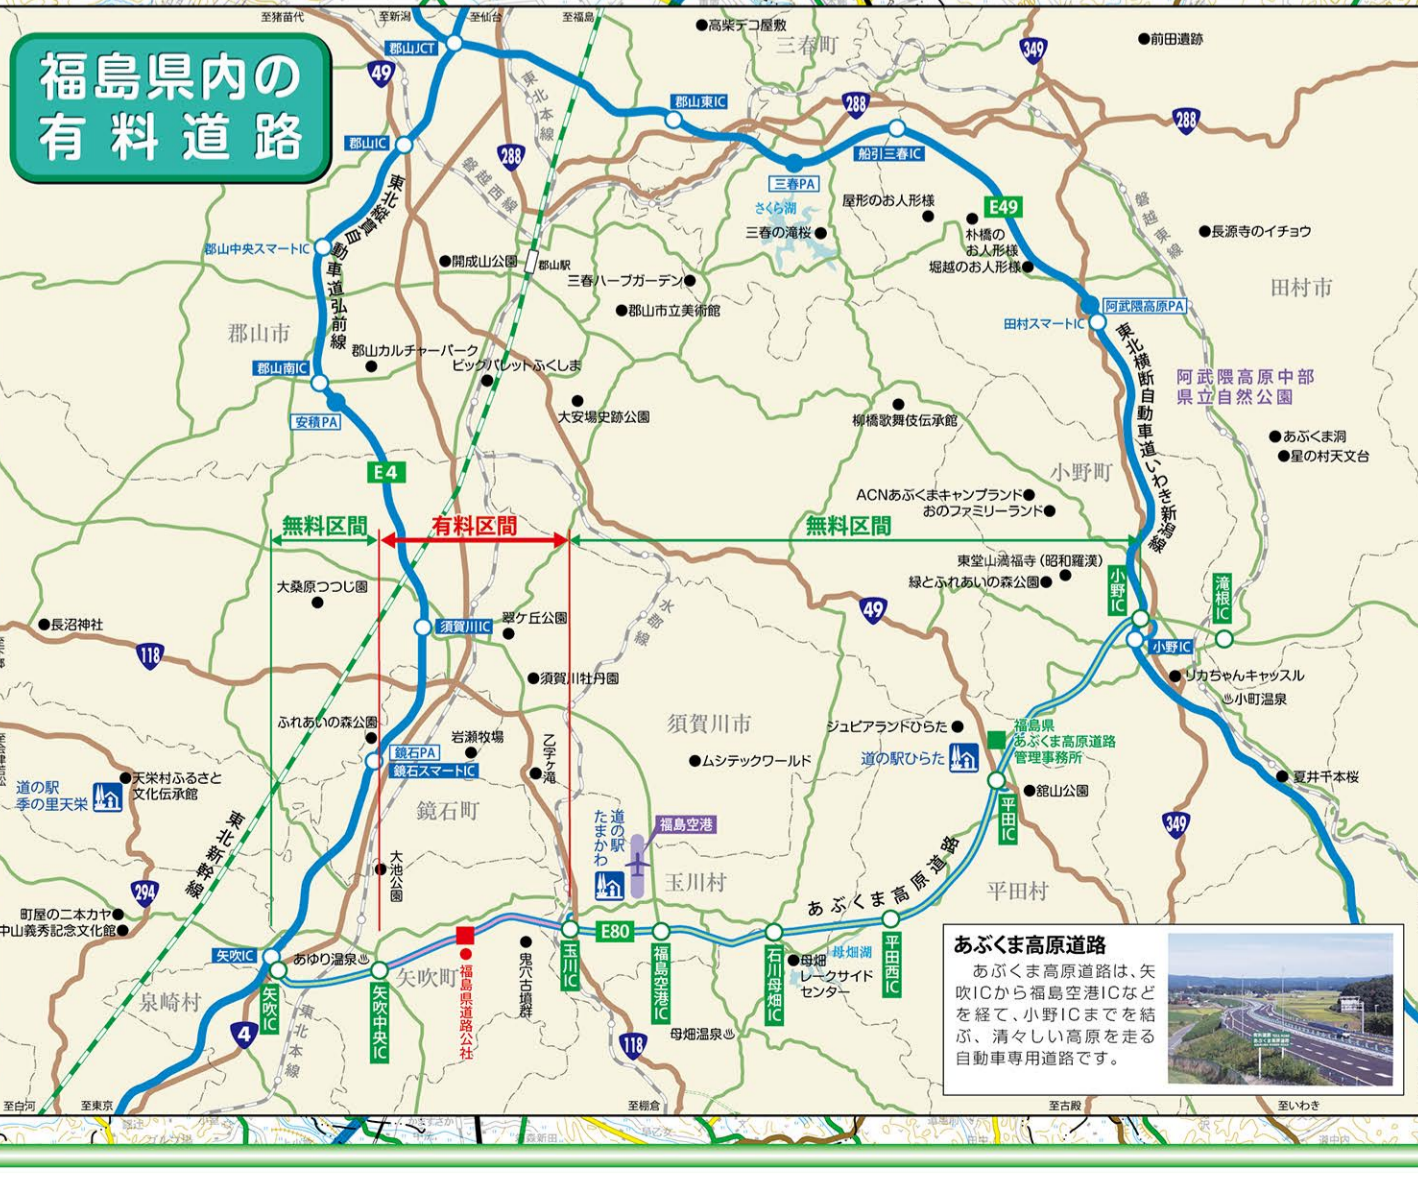 至猪苗代
至新潟
至仙台
至福島
福島県内の
有料道路
郡山JCT
49
高柴デコ屋敷
三春町
349
前田遺跡
東北本線
郡山東IC
288
288
郡山IC
288
船引三春IC
三春PA
磐越西線
東北縦貫自動車道弘前線
さくら湖
三春の滝桜
屋形のお人形様
E49
朴橋の
お人形様
堀越のお人形様
磐越東線
長源寺のイチョウ
田村市
郡山中央スマートIC
開成山公園
郡山駅
三春ハーブガーデン
郡山市立美術館
阿武隈高原PA
田村スマートIC
郡山市
郡山カルチャーパーク
ビッグパレットふくしま
郡山南IC
安積PA
大安場史跡公園
柳橋歌舞伎伝承館
東北横断自動車道いわき新潟線
阿武隈高原中部
県立自然公園
あぶくま洞
星の村天文台
E4
小野町
ACNあぶくまキャンプランド
おのファミリーランド
無料区間
有料区間
無料区間
東堂山満福寺(昭和羅漢)
緑とふれあいの森公園
小野IC
滝根IC
大桑原つつじ園
長沼神社
須賀川IC
翠ケ丘公園
水郡線
49
118
小野IC
須賀川牡丹園
リカちゃんキャッスル
小町温泉
ふれあいの森公園
岩瀬牧場
乙字ケ滝
須賀川市
ジュピアランドひらた
福島県
あぶくま高原道路
管理事務所
鏡石PA
鏡石スマートIC
ムシテックワールド
道の駅ひらた
道の駅
季の里天栄
天栄村ふるさと
文化伝承館
夏井千本桜
舘山公園
平田IC
鏡石町
道の駅
たまかわ
福島空港
349
東北新幹線
大池公園
玉川村
あぶくま高原道路
平田村
294
町屋の二本カヤ
中山義秀記念文化館
E80
矢吹IC
あゆり温泉
矢吹町
鬼穴古墳群
玉川IC
福島空港IC
石川母畑IC
母畑湖
母畑
レークサイド
センター
平田西IC
泉崎村
矢吹IC
矢吹中央IC
福島県道路公社
4
東北本線
118
母畑温泉
あぶくま高原道路
あぶくま高原道路は、矢
吹ICから福島空港ICなど
を経て、小野ICまでを結
ぶ、清々しい高原を走る
自動車専用道路です。
至白河
至東京
至棚倉
至古殿
至いわき